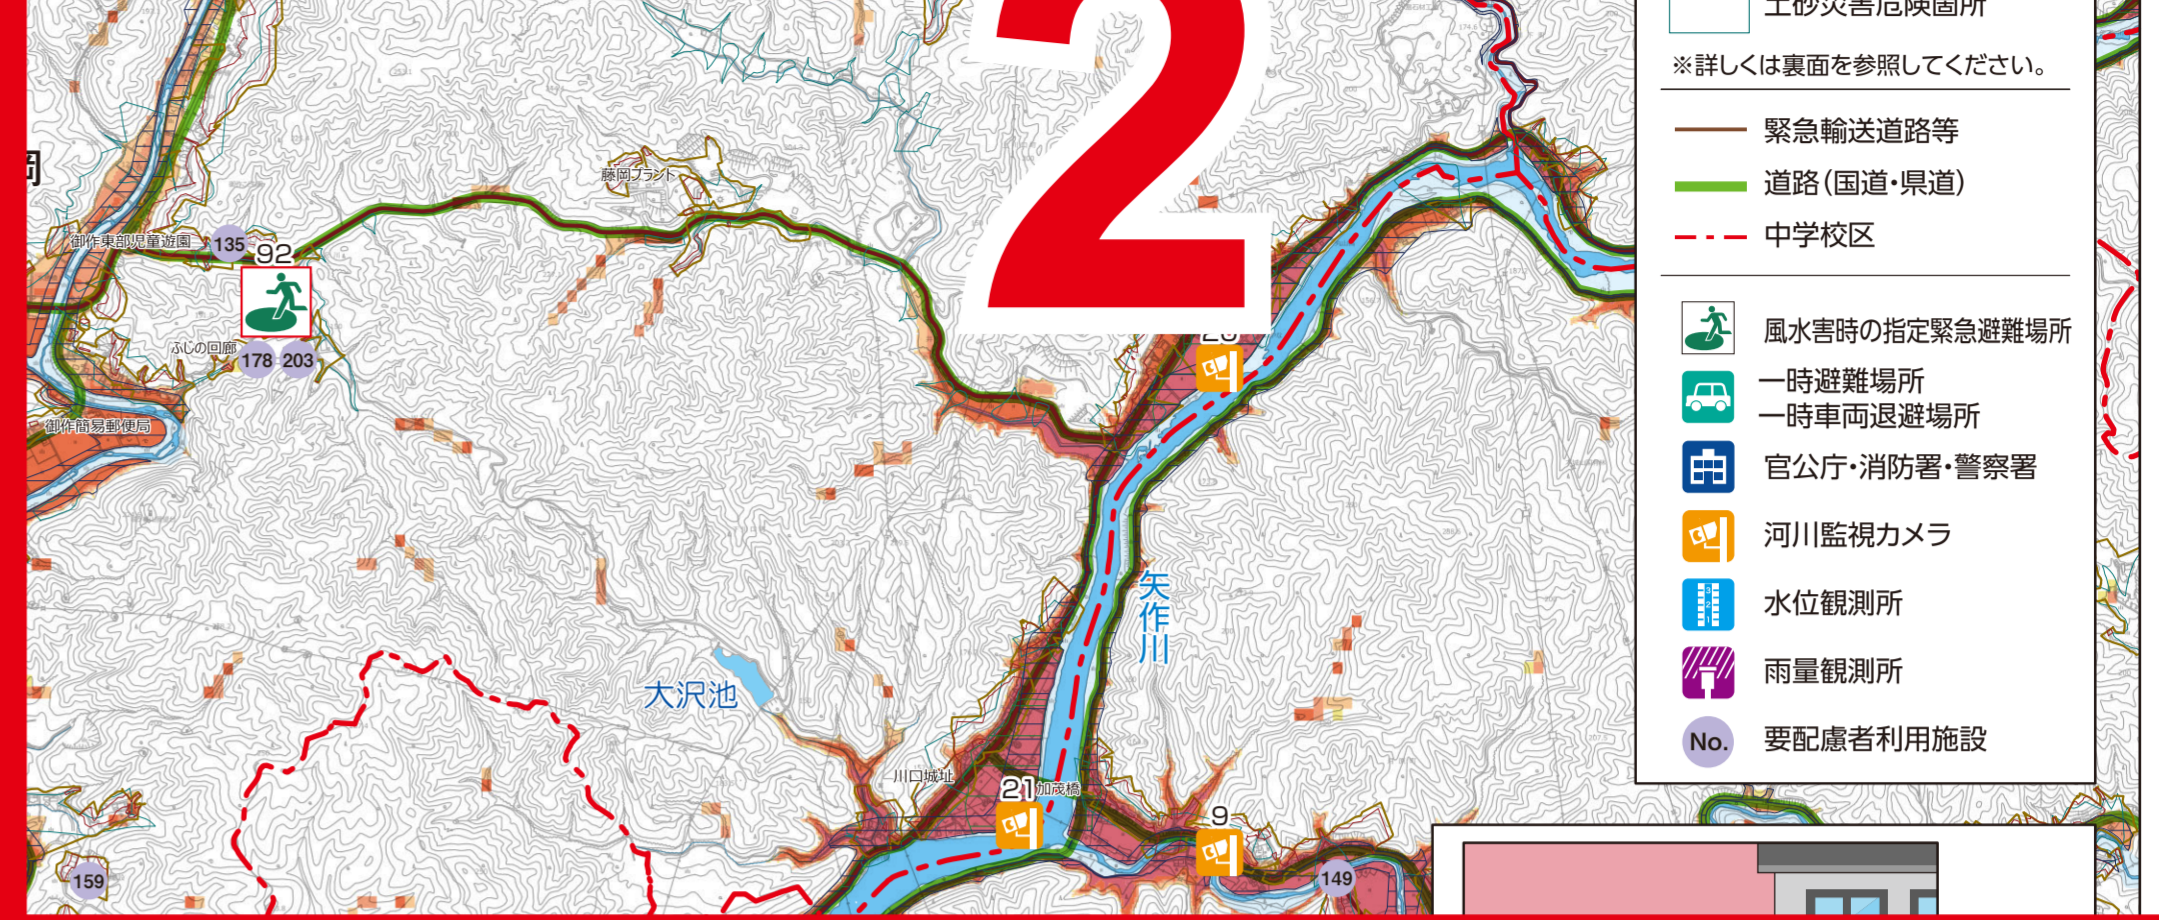 2
岡
藤岡プラント
御作東部児童遊園
135
92
ふじの回廊
178
203
御作簡易郵便局
矢作川
大沢池
川口城址
21
加茂橋
9
159
149
土砂災害危険箇所
※詳しくは裏面を参照してください。
緊急輸送道路等
道路(国道・県道)
中学校区
風水害時の指定緊急避難場所
一時避難場所
一時車両退避場所
官公庁・消防署・警察署
河川監視カメラ
水位観測所
雨量観測所
No.
要配慮者利用施設